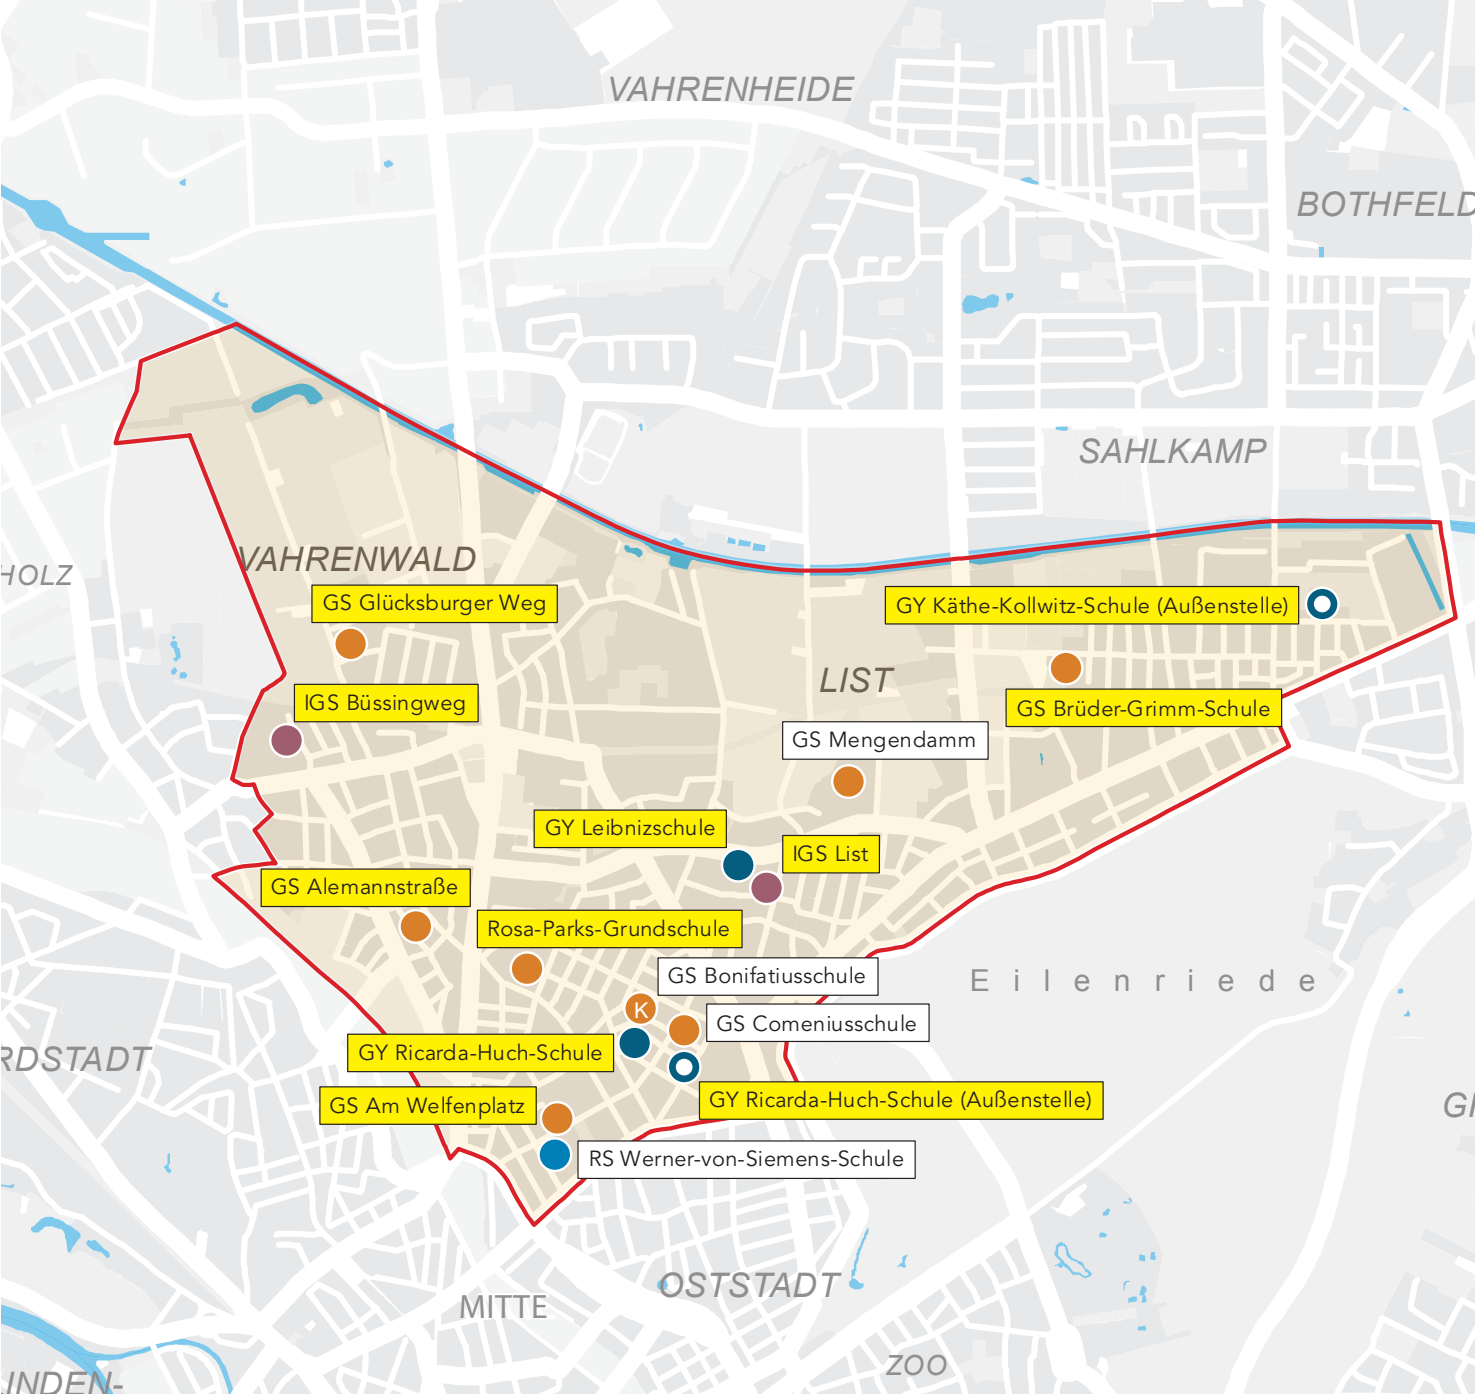 VAHRENHEIDE
BOTHFELD
SAHLKAMP
VAHRENWALD
HOLZ
GS Glücksburger Weg
GY Käthe-Kollwitz-Schule (Außenstelle)
LIST
IGS Büssingweg
GS Brüder-Grimm-Schule
GS Mengendamm
GY Leibnizschule
IGS List
GS Alemannstraße
Rosa-Parks-Grundschule
GS Bonifatiusschule
Eilenriede
K
GS Comeniusschule
GY Ricarda-Huch-Schule
RDSTADT
GY Ricarda-Huch-Schule (Außenstelle)
GS Am Welfenplatz
RS Werner-von-Siemens-Schule
OSTSTADT
MITTE
ZOO
LINDEN-